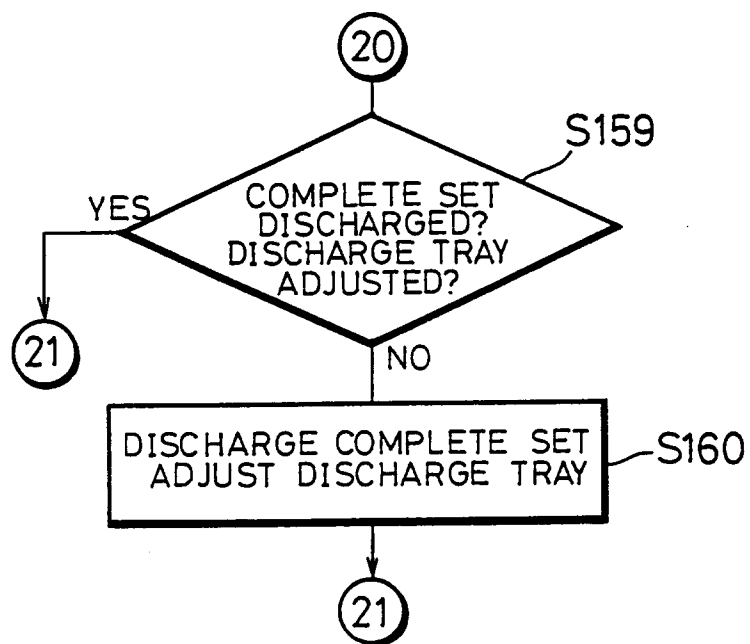 20
S159
COMPLETE SET
DISCHARGED?
DISCHARGE TRAY
ADJUSTED?
YES
21
NO
DISCHARGE COMPLETE SET
ADJUST DISCHARGE TRAY
S160
21